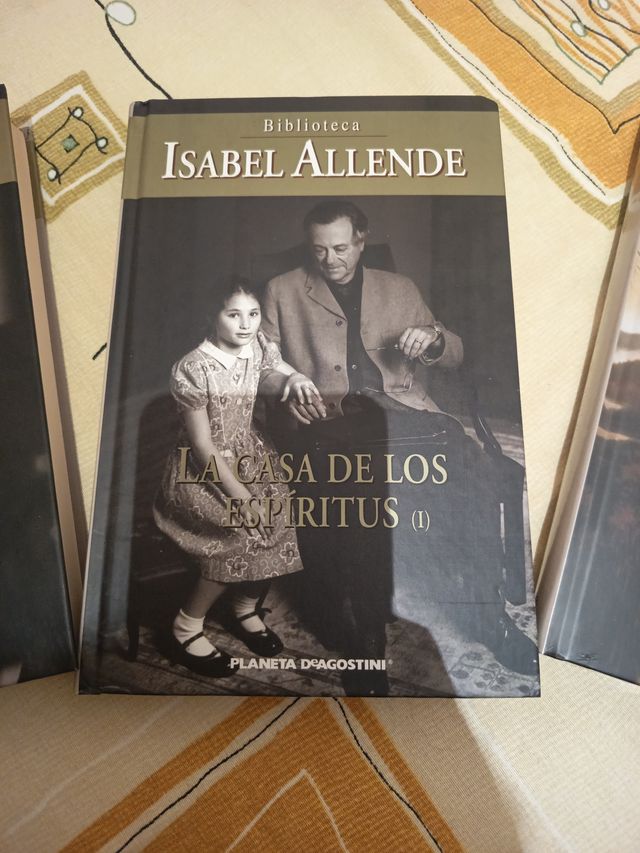 Biblioteca
ISABEL ALLENDE
LA CASA DE LOS
ESPÍRITUS (I)
PLANETA DeAGOSTINI®